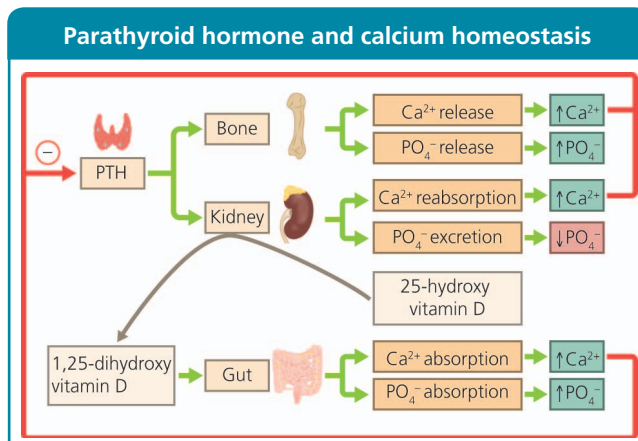 Parathyroid hormone and calcium homeostasis
Bone
Ca²⁺ release
↑Ca²⁺
PO₄⁻ release
↑PO₄⁻
−
PTH
Kidney
Ca²⁺ reabsorption
↑Ca²⁺
PO₄⁻ excretion
↓PO₄⁻
25-hydroxy
vitamin D
1,25-dihydroxy
vitamin D
Gut
Ca²⁺ absorption
↑Ca²⁺
PO₄⁻ absorption
↑PO₄⁻